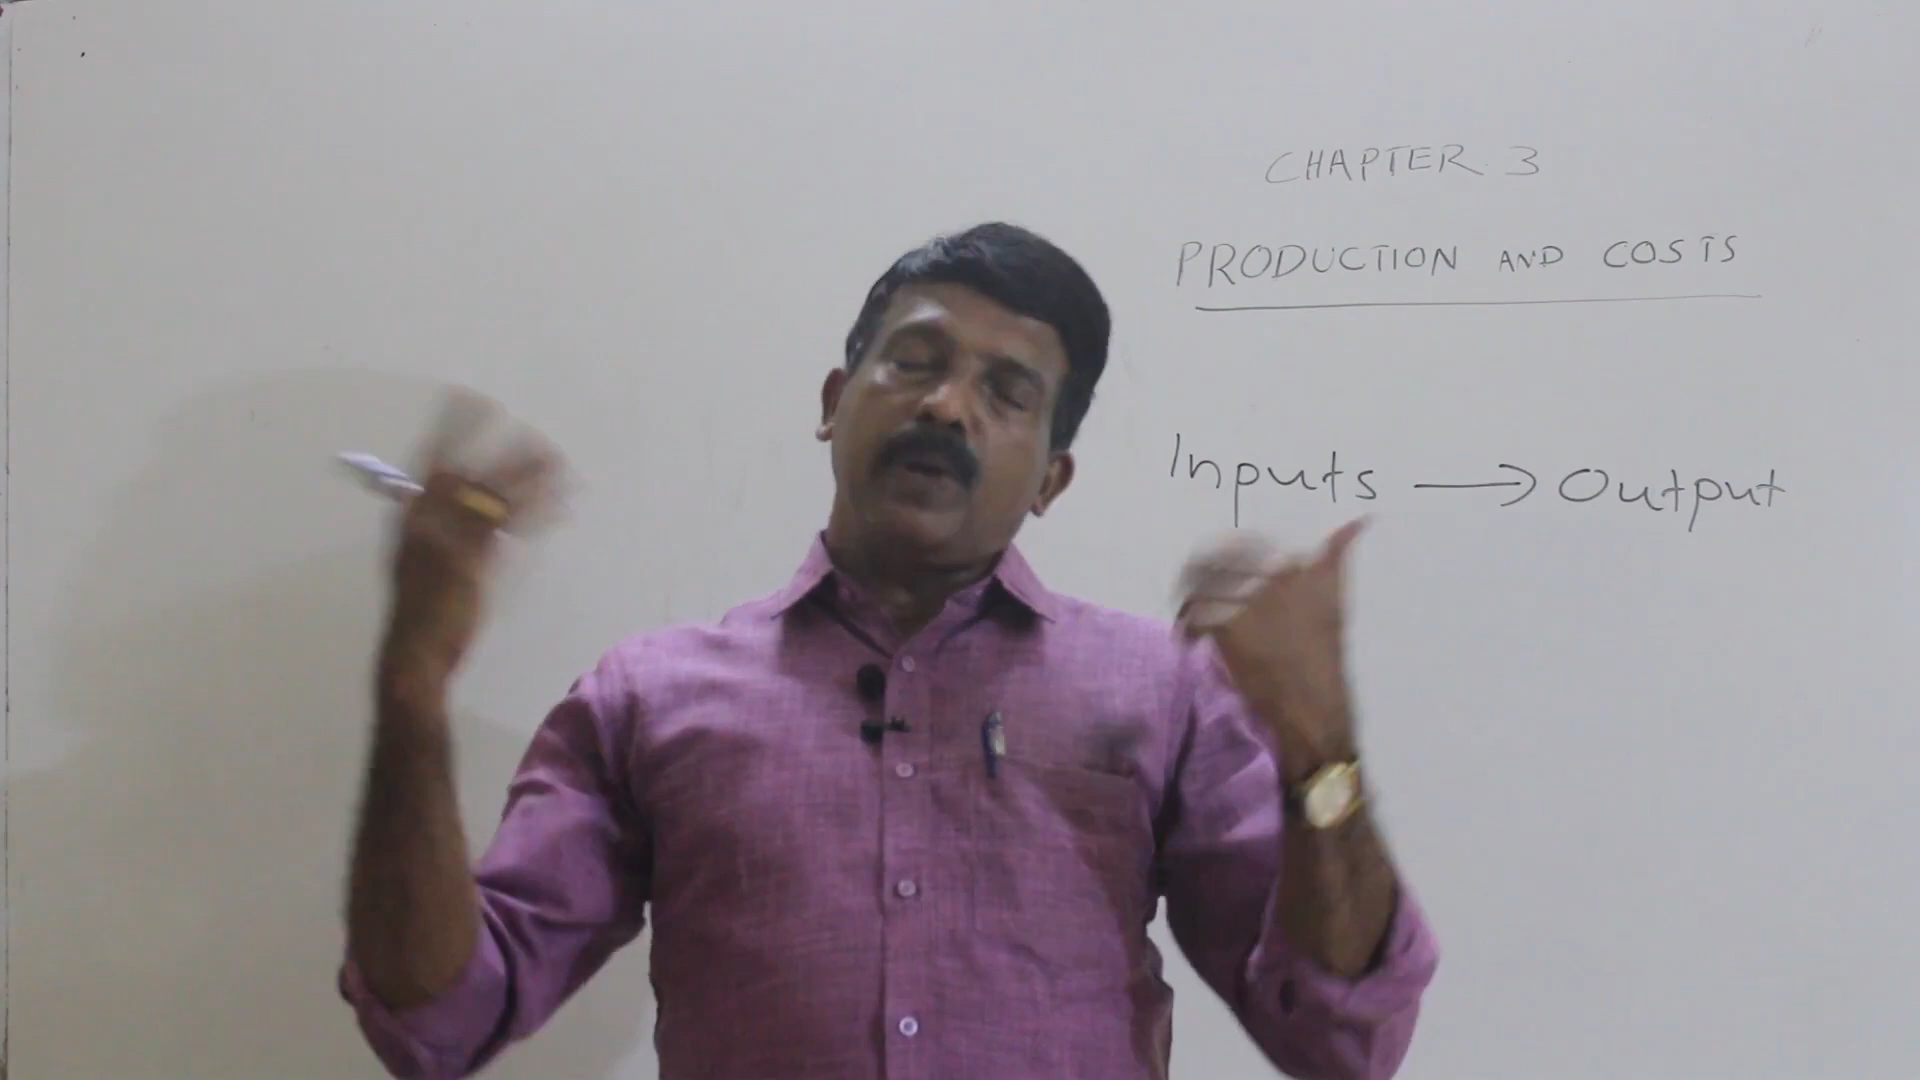 CHAPTER 3
PRODUCTION AND COSTS
Inputs → Output